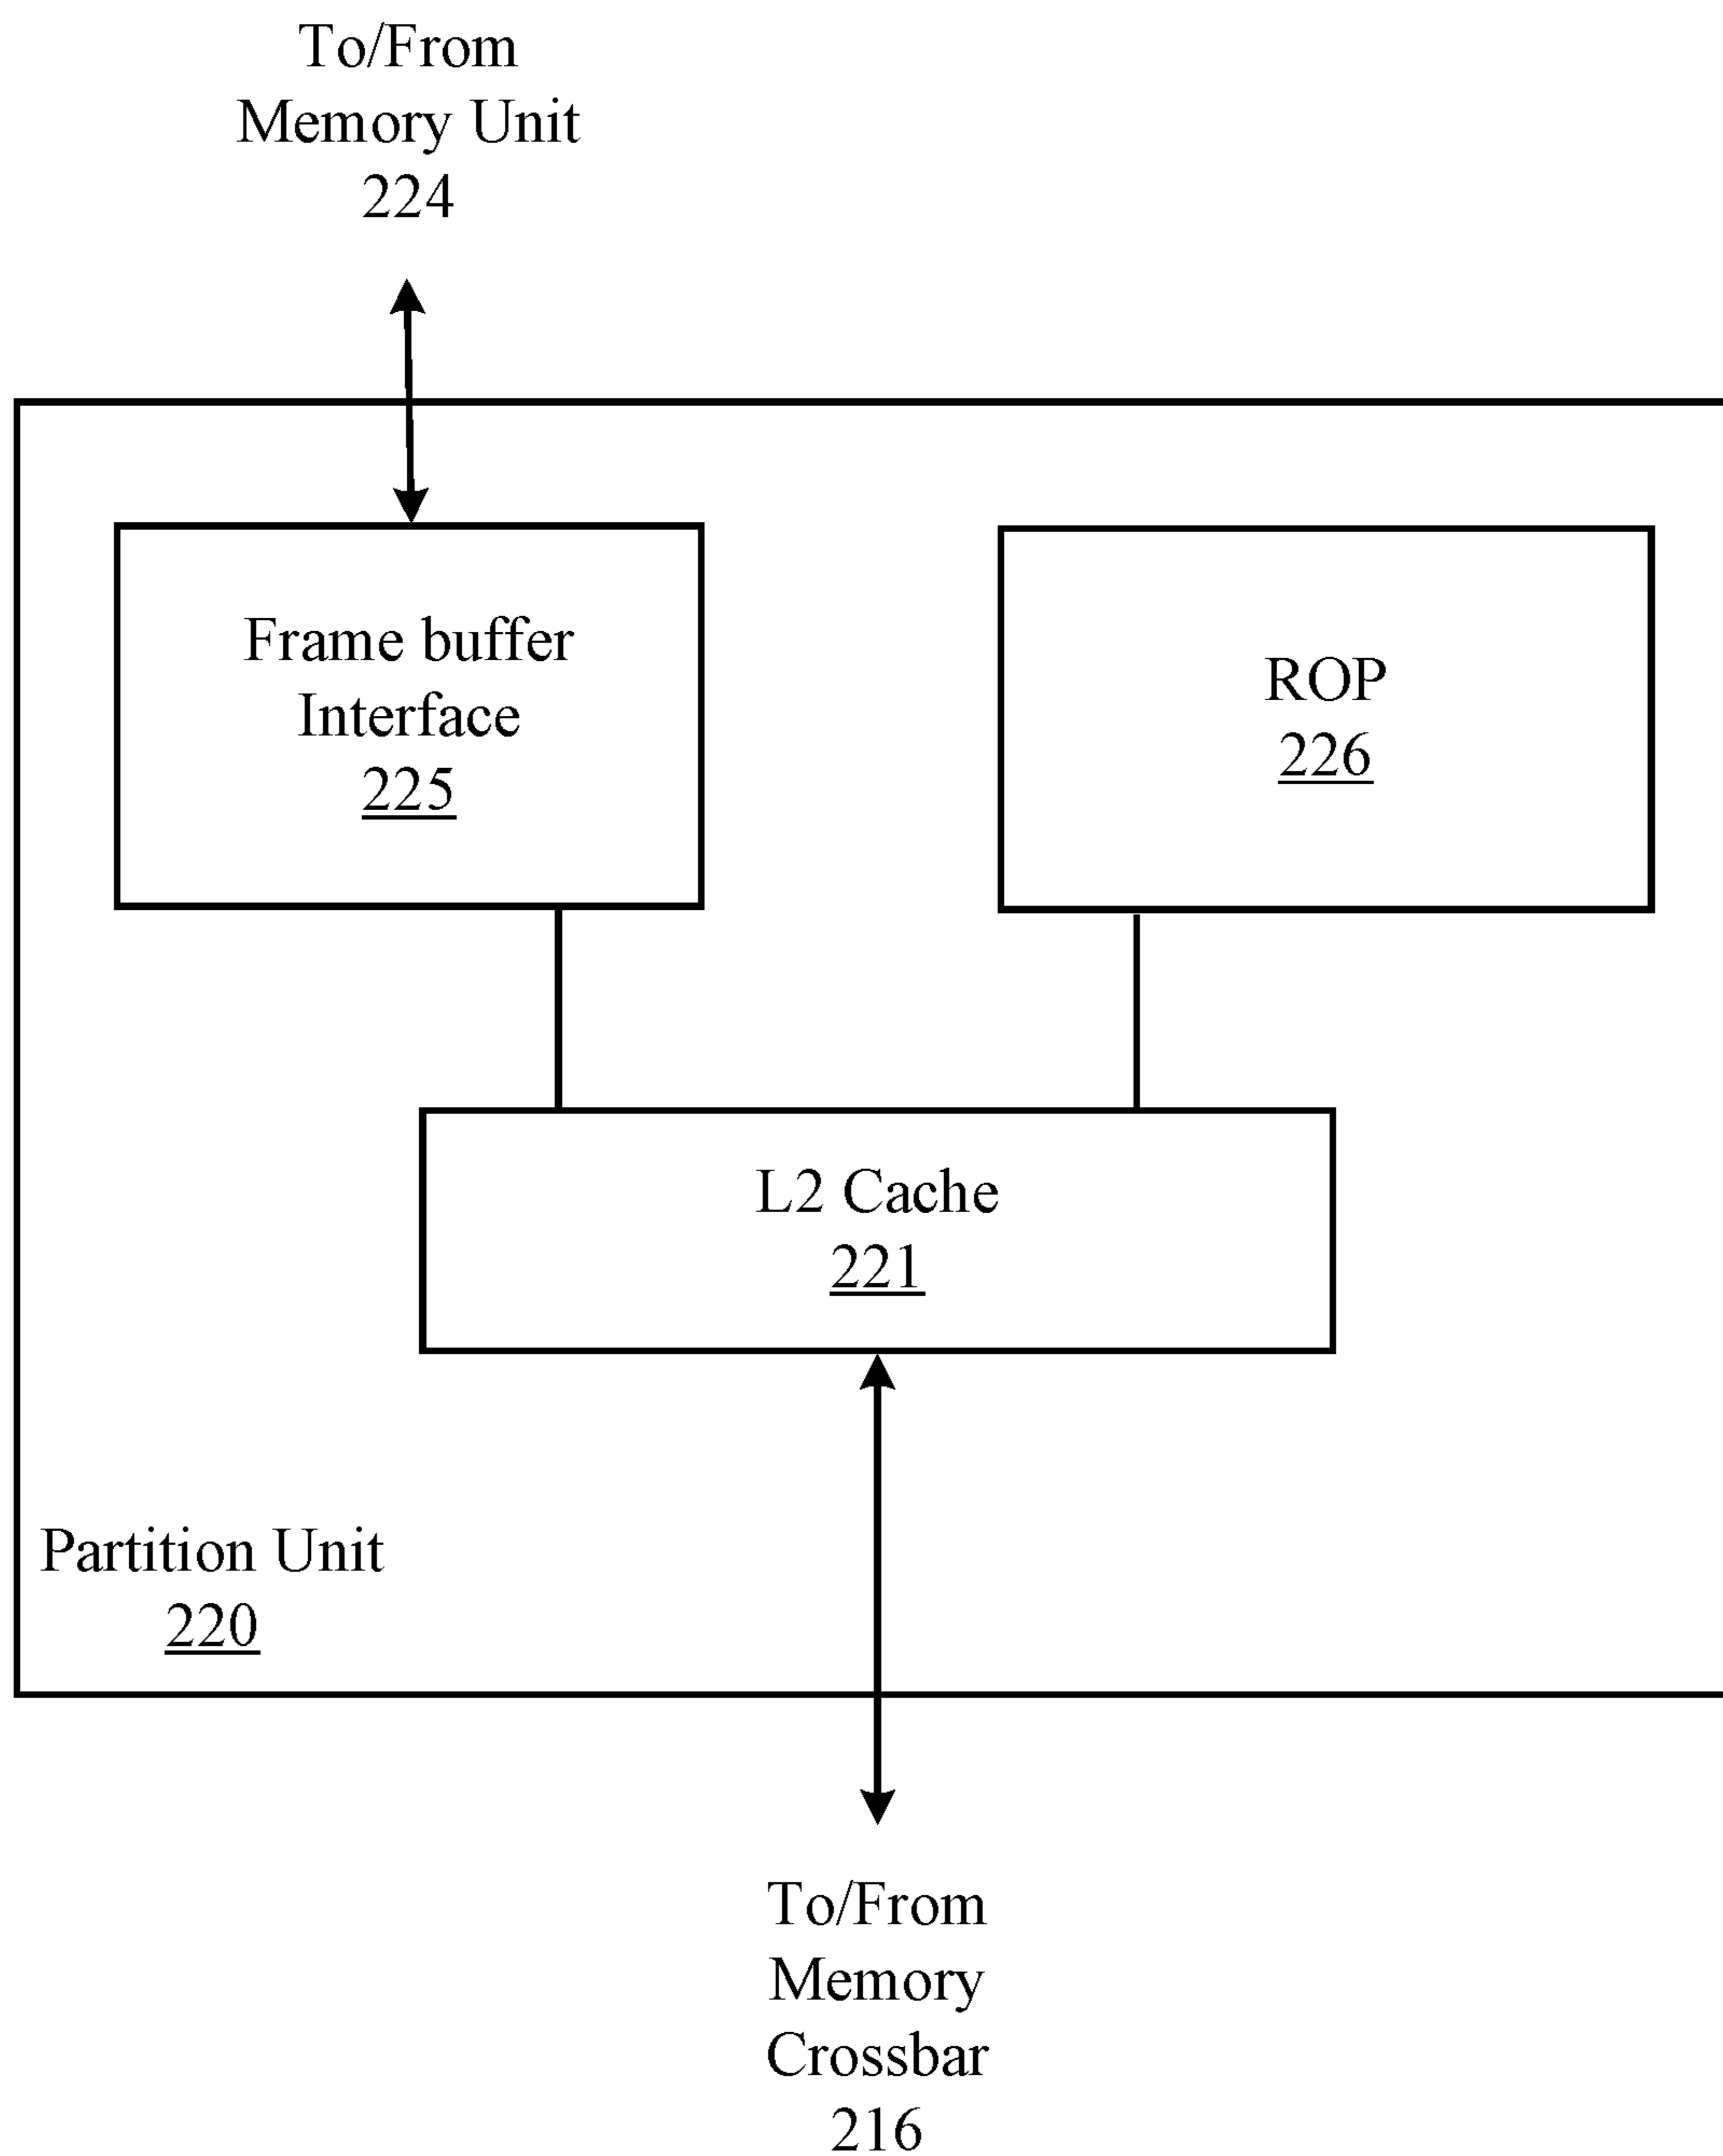 To/From
Memory Unit
224
Frame buffer
Interface
225
ROP
226
L2 Cache
221
Partition Unit
220
To/From
Memory
Crossbar
216